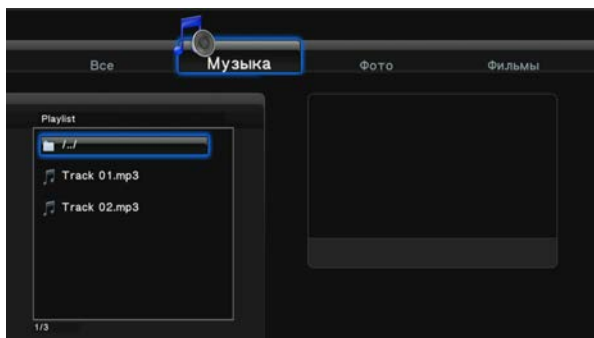 Все Музыка Фото Фильмы
Playlist
/../
Track 01.mp3
Track 02.mp3
1/3